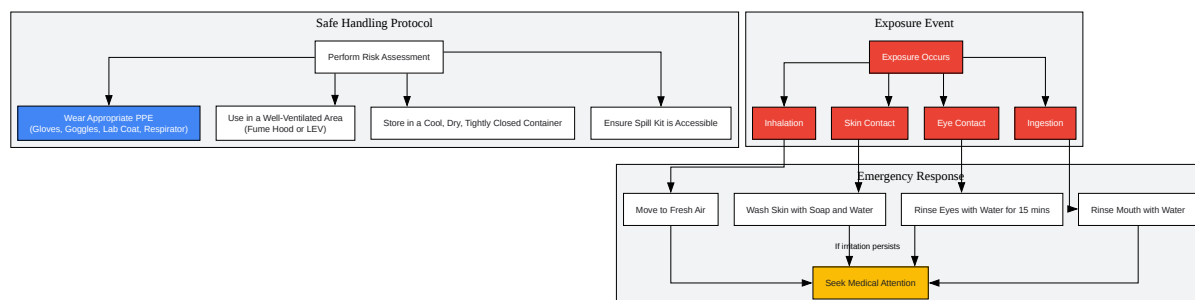 Safe Handling Protocol
Perform Risk Assessment
Wear Appropriate PPE
(Gloves, Goggles, Lab Coat, Respirator)
Use in a Well-Ventilated Area
(Fume Hood or LEV)
Store in a Cool, Dry, Tightly Closed Container
Ensure Spill Kit is Accessible
Exposure Event
Exposure Occurs
Inhalation
Skin Contact
Eye Contact
Ingestion
Emergency Response
Move to Fresh Air
Wash Skin with Soap and Water
Rinse Eyes with Water for 15 mins
Rinse Mouth with Water
If irritation persists
Seek Medical Attention